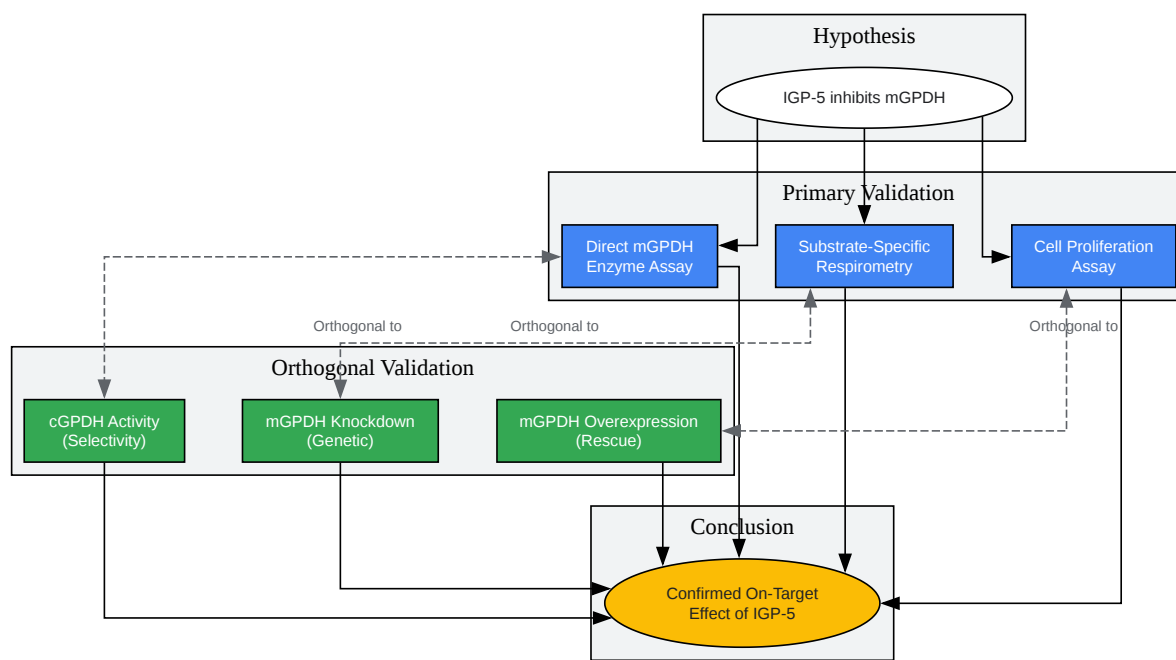 Hypothesis
IGP-5 inhibits mGPDH
Primary Validation
Direct mGPDH
Enzyme Assay
Substrate-Specific
Respirometry
Cell Proliferation
Assay
Orthogonal to
Orthogonal to
Orthogonal to
Orthogonal Validation
cGPDH Activity
(Selectivity)
mGPDH Knockdown
(Genetic)
mGPDH Overexpression
(Rescue)
Conclusion
Confirmed On-Target
Effect of IGP-5